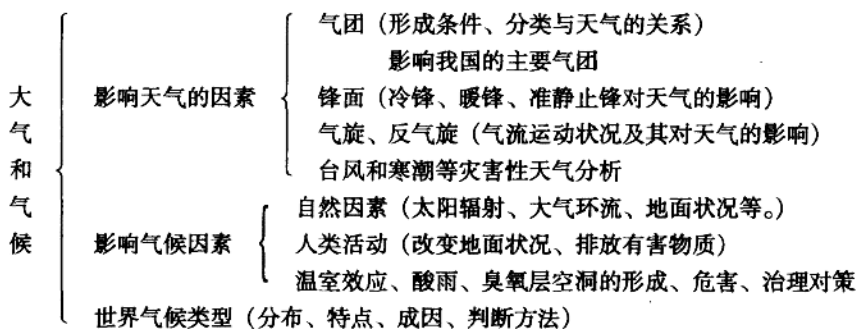 大气和气候
影响天气的因素
气团（形成条件、分类与天气的关系）
影响我国的主要气团
锋面（冷锋、暖锋、准静止锋对天气的影响）
气旋、反气旋（气流运动状况及其对天气的影响）
台风和寒潮等灾害性天气分析
影响气候因素
自然因素（太阳辐射、大气环流、地面状况等。）
人类活动（改变地面状况、排放有害物质）
温室效应、酸雨、臭氧层空洞的形成、危害、治理对策
世界气候类型（分布、特点、成因、判断方法）